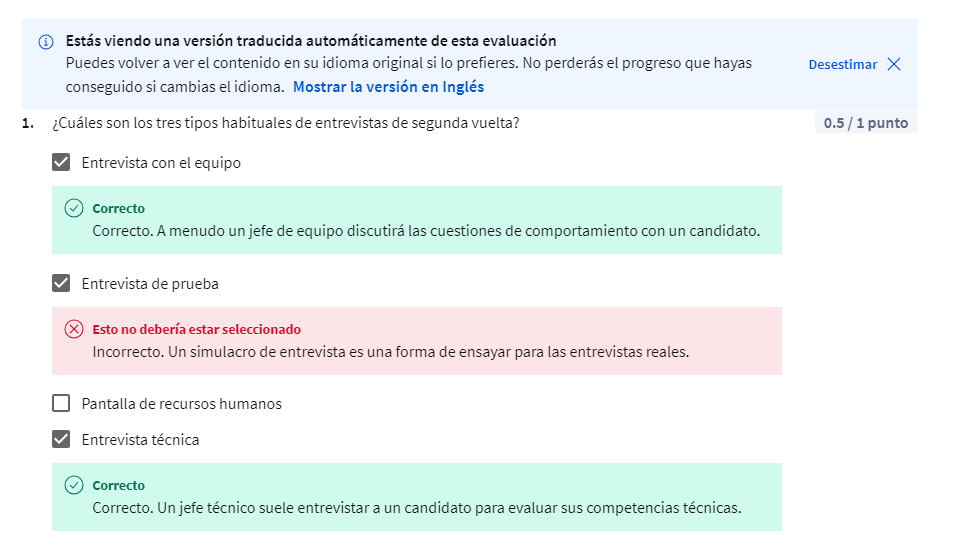 Estás viendo una versión traducida automáticamente de esta evaluación
Puedes volver a ver el contenido en su idioma original si lo prefieres. No perderás el progreso que hayas
conseguido si cambias el idioma. Mostrar la versión en Inglés
Desestimar
1. ¿Cuáles son los tres tipos habituales de entrevistas de segunda vuelta?
0.5 / 1 punto
Entrevista con el equipo
Correcto
Correcto. A menudo un jefe de equipo discutirá las cuestiones de comportamiento con un candidato.
Entrevista de prueba
Esto no debería estar seleccionado
Incorrecto. Un simulacro de entrevista es una forma de ensayar para las entrevistas reales.
Pantalla de recursos humanos
Entrevista técnica
Correcto
Correcto. Un jefe técnico suele entrevistar a un candidato para evaluar sus competencias técnicas.